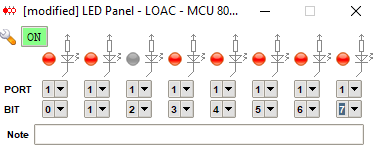 [modified] LED Panel - LOAC - MCU 80...
ON
PORT 1 1 1 1 1 1 1 1
BIT 0 1 2 3 4 5 6 7
Note